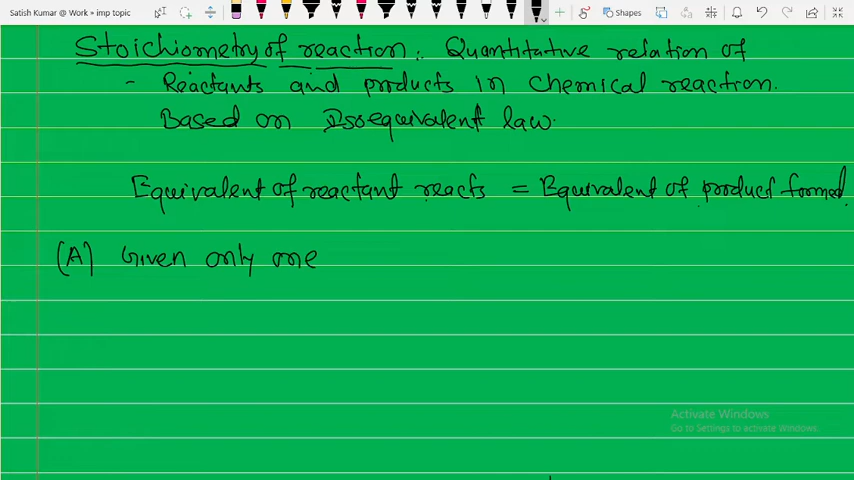 Satish Kumar @ Work » imp topic
Shapes
Stoichiometry of reaction:. Quantitative relation of
- Reactants and products in chemical reaction.
Based on Isoequivalent law.
Equivalent of reactant reacts = Equivalent of product formed.
(A) Given only one
Activate Windows
Go to Settings to activate Windows.